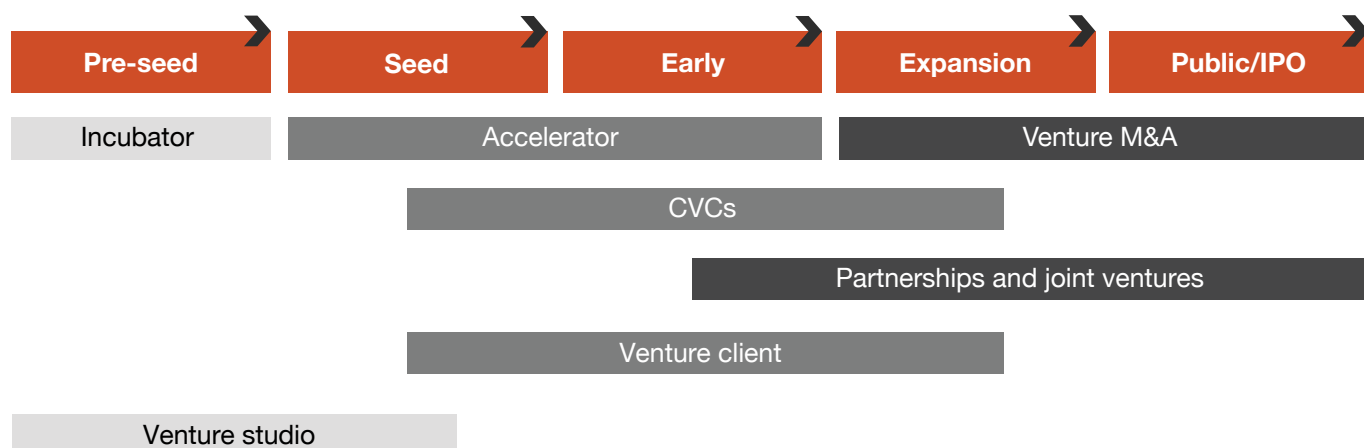 Pre-seed
Seed
Early
Expansion
Public/IPO
Incubator
Accelerator
Venture M&A
CVCs
Partnerships and joint ventures
Venture client
Venture studio